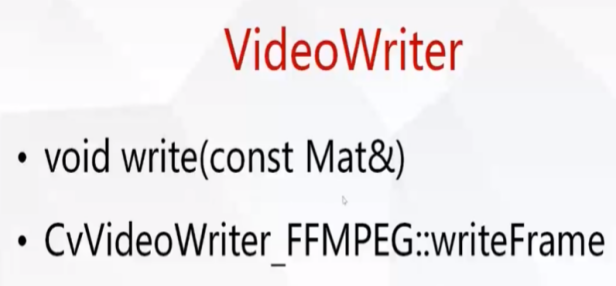 VideoWriter
• void write(const Mat&)
• CvVideoWriter_FFMPEG::writeFrame